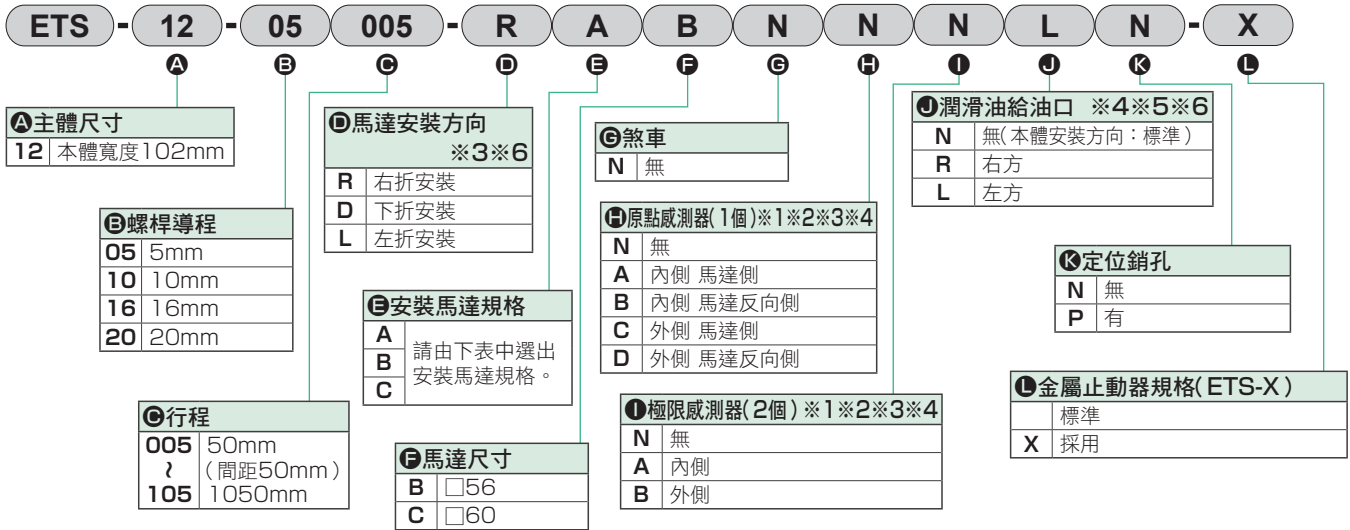 ETS - 12 - 05 005 - R A B N N N L N - X
Ⓐ Ⓑ Ⓒ Ⓓ Ⓔ Ⓕ Ⓖ Ⓗ Ⓘ Ⓙ Ⓚ Ⓛ
Ⓐ主體尺寸
12 本體寬度102mm
Ⓑ螺桿導程
05 5mm
10 10mm
16 16mm
20 20mm
Ⓒ行程
005 50mm
~ (間距50mm)
105 1050mm
Ⓓ馬達安裝方向
※3※6
R 右折安裝
D 下折安裝
L 左折安裝
Ⓔ安裝馬達規格
A
B
C
請由下表中選出
安裝馬達規格。
Ⓕ馬達尺寸
B □56
C □60
Ⓖ煞車
N 無
Ⓗ原點感測器(1個)※1※2※3※4
N 無
A 內側 馬達側
B 內側 馬達反向側
C 外側 馬達側
D 外側 馬達反向側
Ⓘ極限感測器(2個)※1※2※3※4
N 無
A 內側
B 外側
Ⓙ潤滑油給油口 ※4※5※6
N 無(本體安裝方向：標準)
R 右方
L 左方
Ⓚ定位銷孔
N 無
P 有
Ⓛ金屬止動器規格(ETS-X)
標準
X 採用